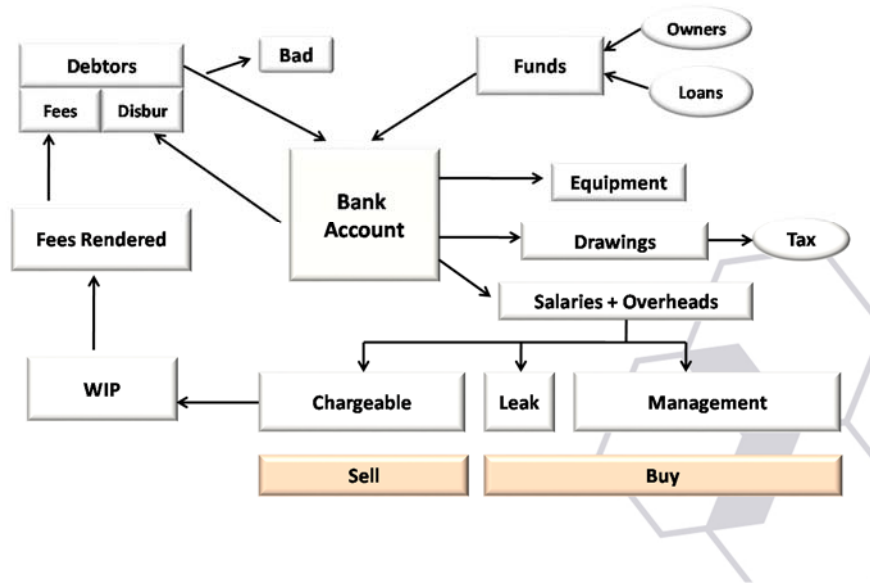 Owners
Debtors
Bad
Funds
Loans
Fees
Disbur
Equipment
Bank
Account
Fees Rendered
Drawings
Tax
Salaries + Overheads
WIP
Chargeable
Leak
Management
Sell
Buy